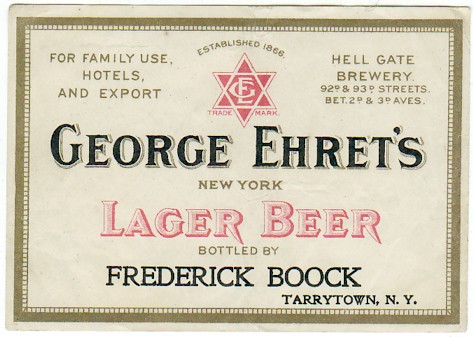 ESTABLISHED 1866.
FOR FAMILY USE,
HOTELS,
AND EXPORT
GE
TRADE MARK.
HELL GATE
BREWERY.
92D & 93D STREETS.
BET. 2D & 3D AVES.
GEORGE EHRET'S
NEW YORK
LAGER BEER
BOTTLED BY
FREDERICK BOOCK
TARRYTOWN, N. Y.